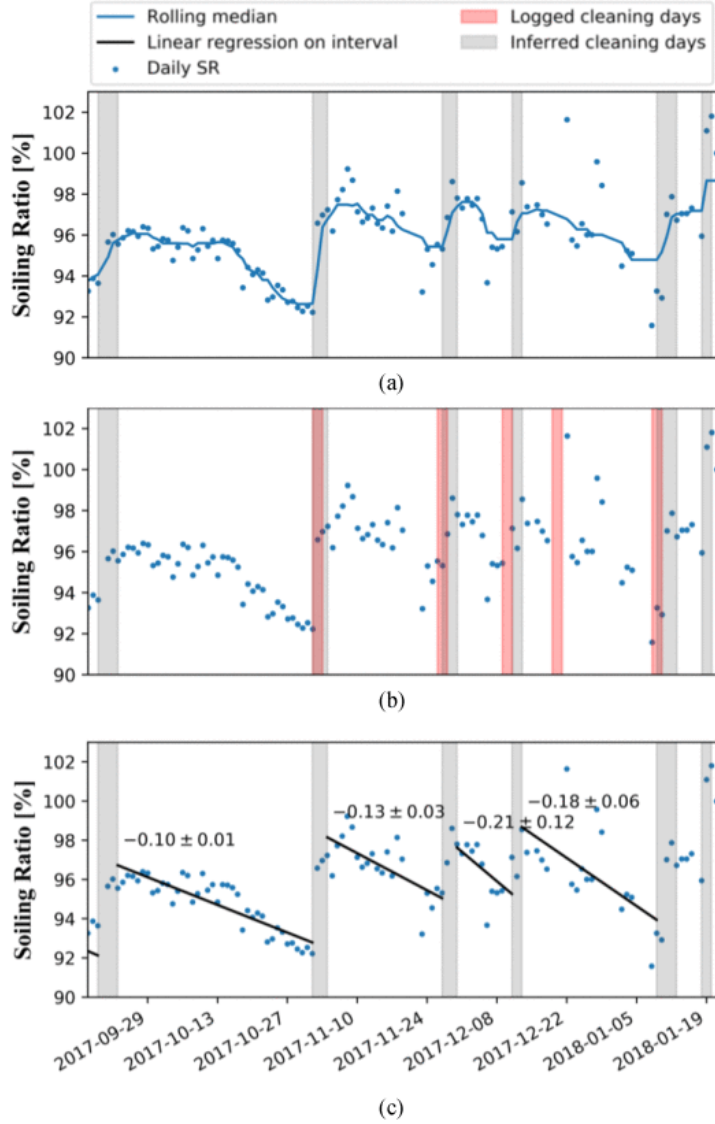 Rolling median
Linear regression on interval
Daily SR
Logged cleaning days
Inferred cleaning days
102
100
98
96
94
92
90
Soiling Ratio [%]
(a)
102
100
98
96
94
92
90
Soiling Ratio [%]
(b)
102
100
98
96
94
92
90
Soiling Ratio [%]
−0.10 ± 0.01
−0.13 ± 0.03
−0.21 ± 0.12
−0.18 ± 0.06
2017-09-29
2017-10-13
2017-10-27
2017-11-10
2017-11-24
2017-12-08
2017-12-22
2018-01-05
2018-01-19
(c)